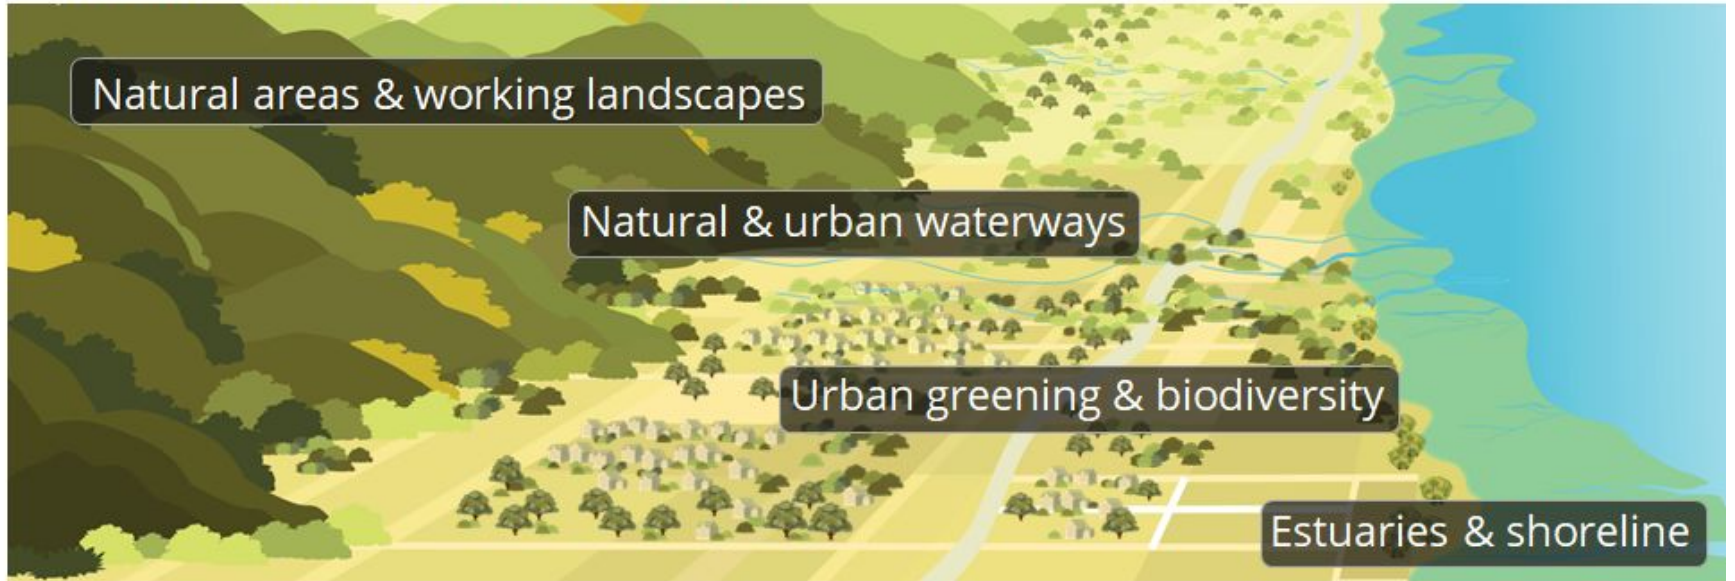 Natural areas & working landscapes
Natural & urban waterways
Urban greening & biodiversity
Estuaries & shoreline